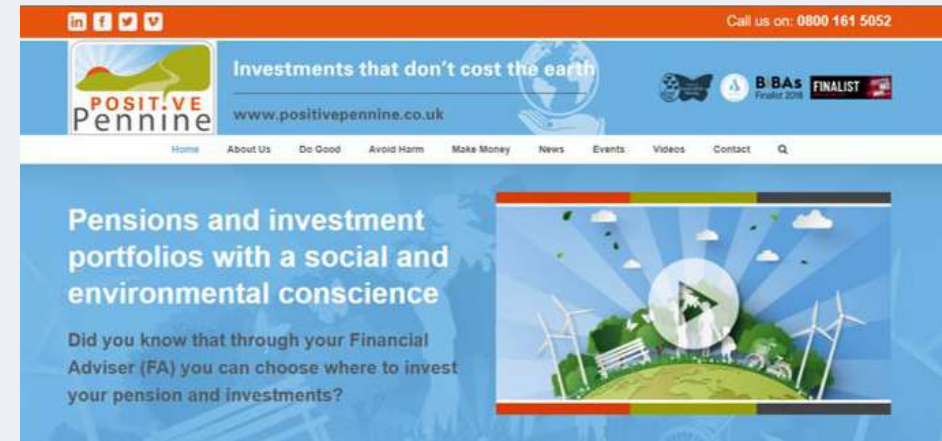 in f v
Call us on: 0800 161 5052
POSITIVE
Pennine
Investments that don't cost the earth
www.positivepennine.co.uk
BIBAs
Finalist 2018
FINALIST
Home About Us Do Good Avoid Harm Make Money News Events Videos Contact
Pensions and investment
portfolios with a social and
environmental conscience
Did you know that through your Financial
Adviser (FA) you can choose where to invest
your pension and investments?